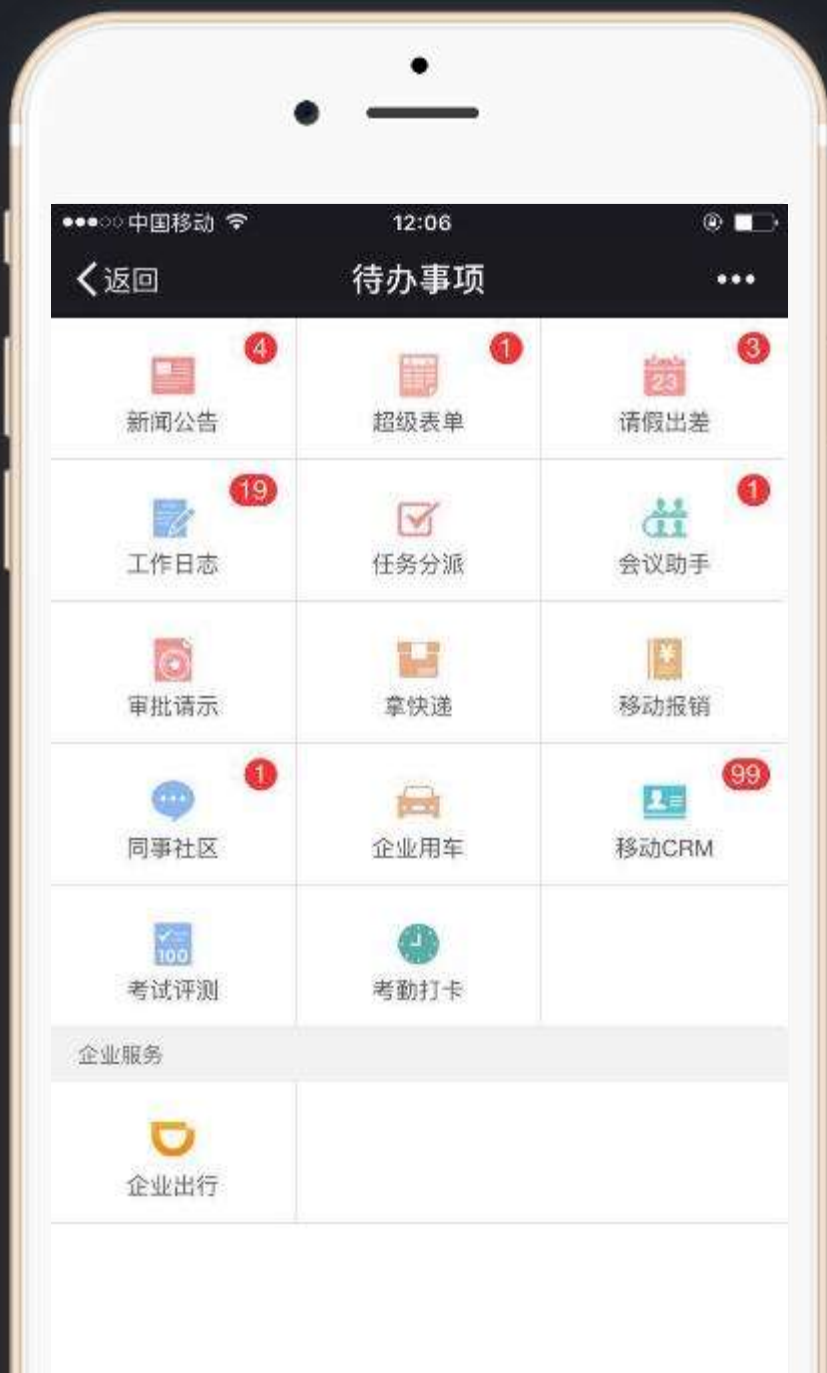 中国移动 12:06
返回 待办事项
4 1 3
23
新闻公告 超级表单 请假出差
19 1
工作日志 任务分派 会议助手
¥
审批请示 拿快递 移动报销
1 99
同事社区 企业用车 移动CRM
100
考试评测 考勤打卡
企业服务
企业出行